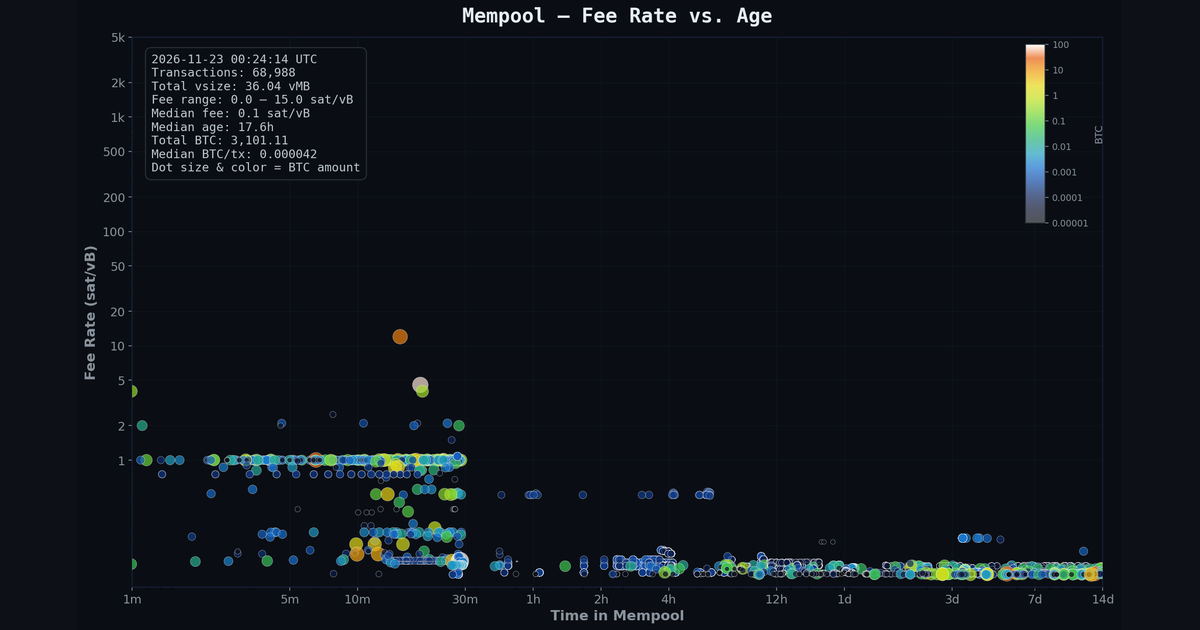 Mempool — Fee Rate vs. Age
2026-11-23 00:24:14 UTC
Transactions: 68,988
Total vsize: 36.04 vMB
Fee range: 0.0 — 15.0 sat/vB
Median fee: 0.1 sat/vB
Median age: 17.6h
Total BTC: 3,101.11
Median BTC/tx: 0.000042
Dot size & color = BTC amount
5k
2k
1k
500
200
100
50
20
10
5
2
1
Fee Rate (sat/vB)
100
10
1
0.1
0.01
0.001
0.0001
0.00001
BTC
1m
5m
10m
30m
1h
2h
4h
12h
1d
3d
7d
14d
Time in Mempool